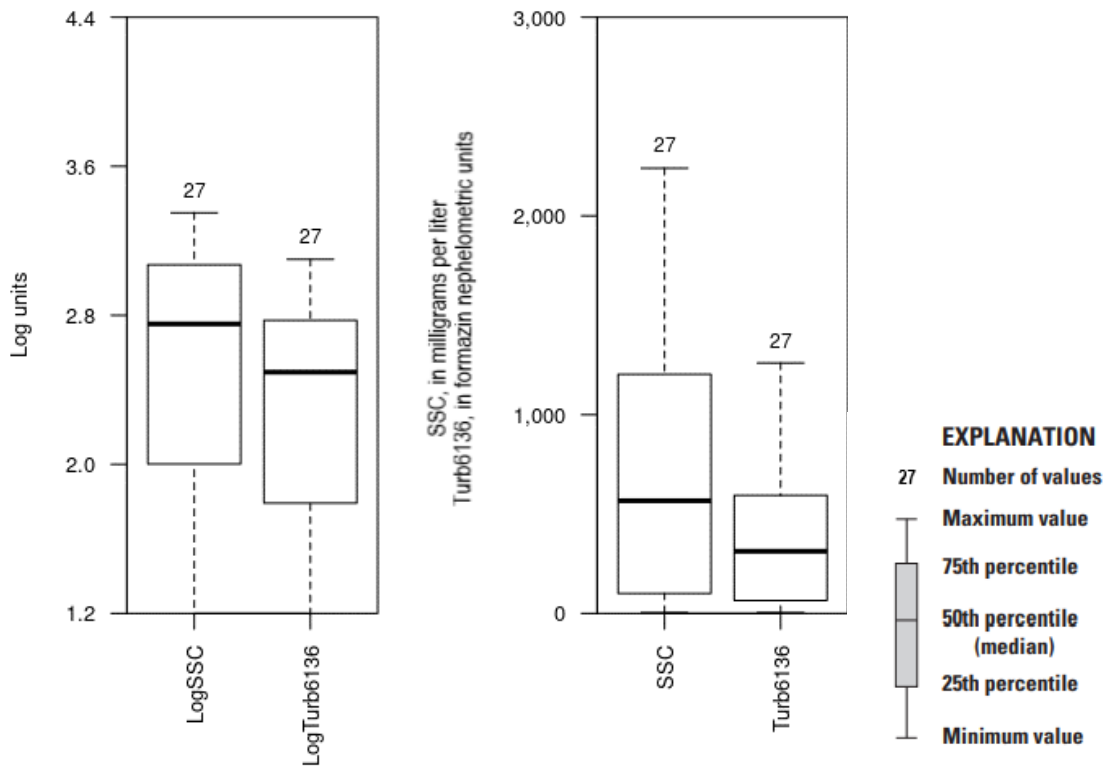 4.4
3.6
2.8
2.0
1.2
Log units
27
27
LogSSC
LogTurb6136
SSC, in milligrams per liter
Turb6136, in formazin nephelometric units
3,000
2,000
1,000
0
27
27
SSC
Turb6136
EXPLANATION
27 Number of values
Maximum value
75th percentile
50th percentile
(median)
25th percentile
Minimum value